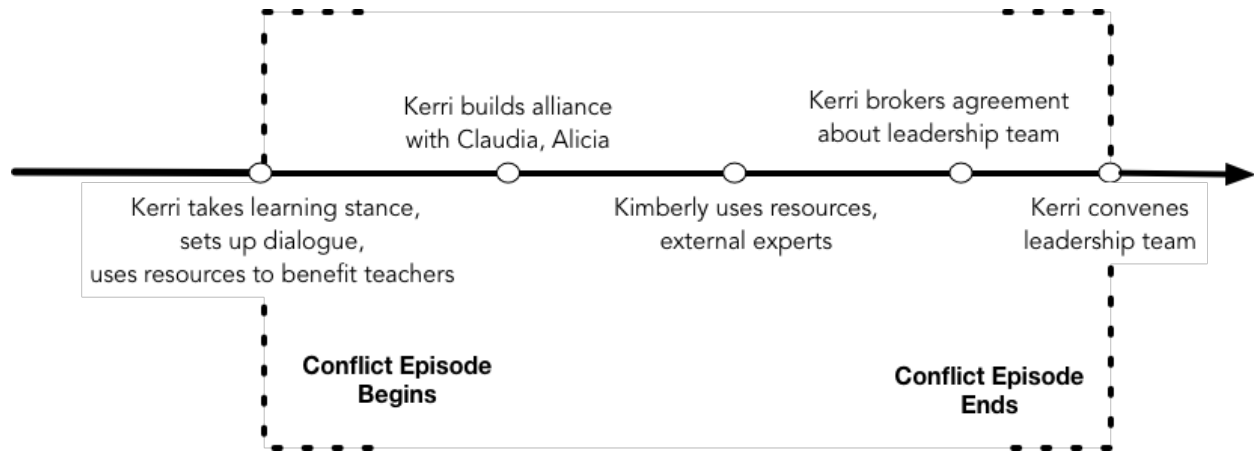 Kerri builds alliance
with Claudia, Alicia
Kerri brokers agreement
about leadership team
Kerri takes learning stance,
sets up dialogue,
uses resources to benefit teachers
Kimberly uses resources,
external experts
Kerri convenes
leadership team
Conflict Episode
Begins
Conflict Episode
Ends